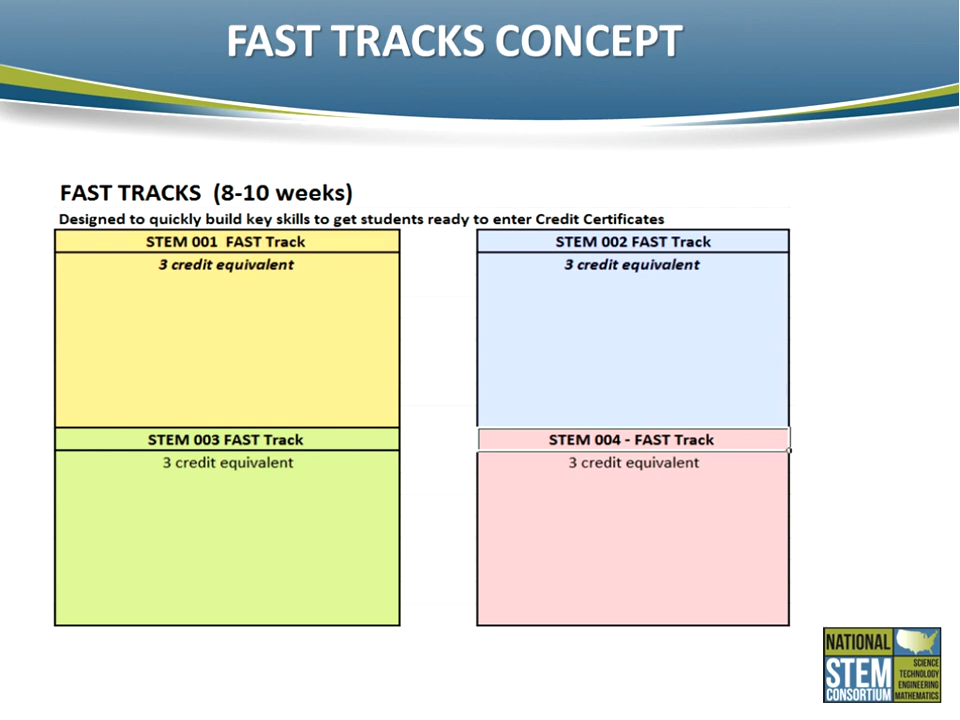 FAST TRACKS CONCEPT
FAST TRACKS (8-10 weeks)
Designed to quickly build key skills to get students ready to enter Credit Certificates
STEM 001 FAST Track
3 credit equivalent
STEM 002 FAST Track
3 credit equivalent
STEM 003 FAST Track
3 credit equivalent
STEM 004 - FAST Track
3 credit equivalent
NATIONAL
STEM
CONSORTIUM
SCIENCE
TECHNOLOGY
ENGINEERING
MATHEMATICS